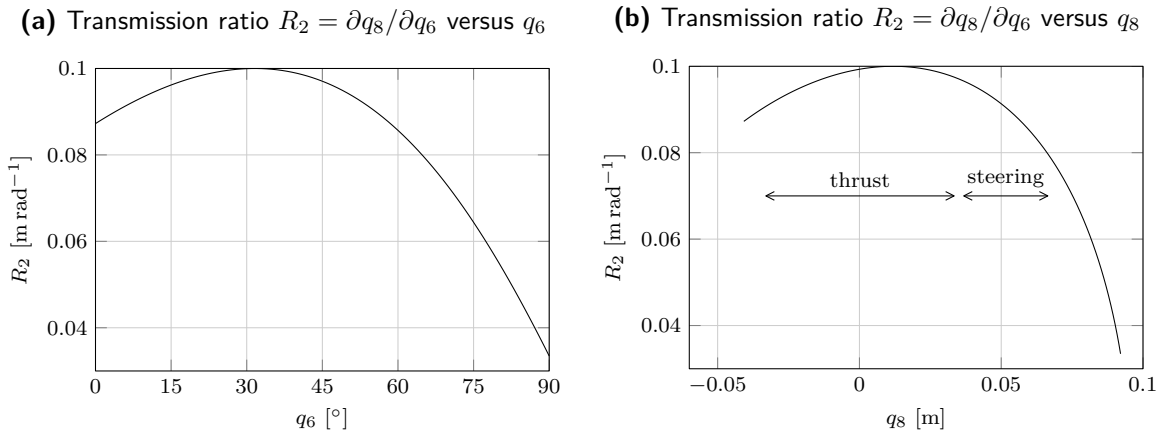 (a) Transmission ratio R₂ = ∂q₈/∂q₆ versus q₆
0.1
0.08
0.06
0.04
R₂ [m rad⁻¹]
0 15 30 45 60 75 90
q₆ [°]
(b) Transmission ratio R₂ = ∂q₈/∂q₆ versus q₈
0.1
0.08
0.06
0.04
R₂ [m rad⁻¹]
thrust steering
−0.05 0 0.05 0.1
q₈ [m]